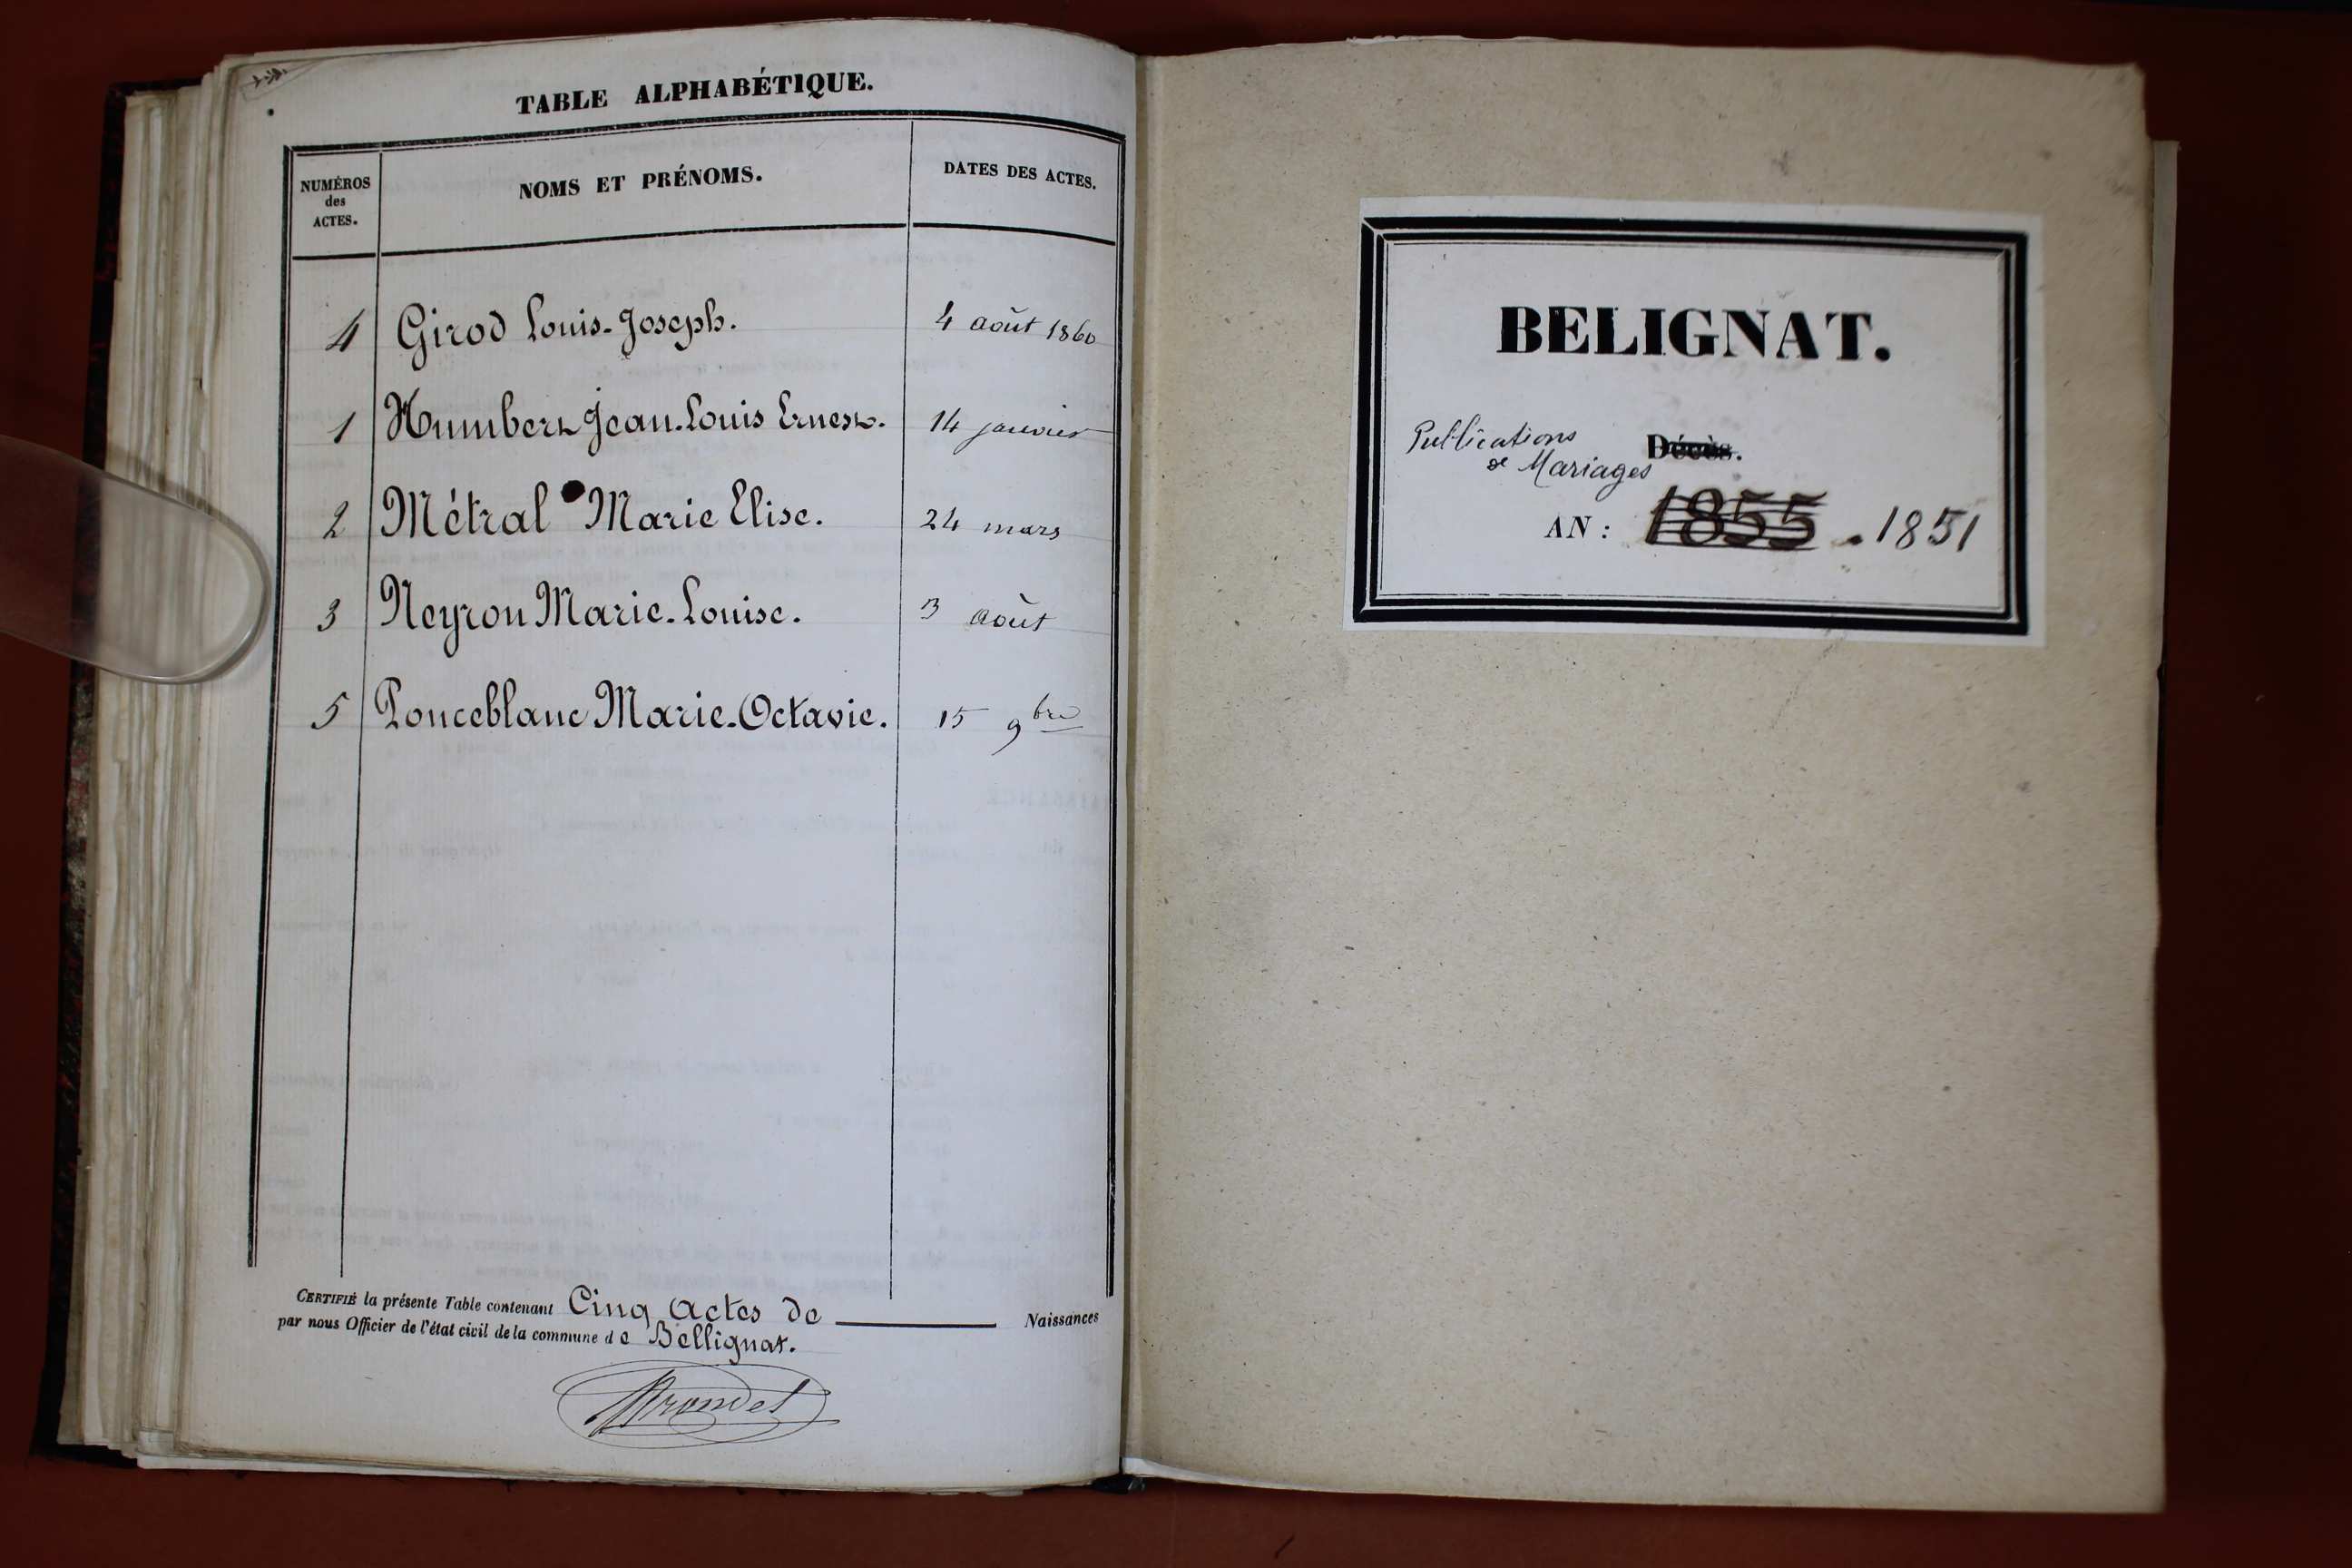 TABLE ALPHABÉTIQUE.
NUMÉROS
des
ACTES.
NOMS ET PRÉNOMS.
DATES DES ACTES.
4 Girod Louis-Joseph. 4 août 1860
1 Humbert Jean-Louis Ernest. 14 janvier
2 Métral Marie Elise. 24 mars
3 Neyron Marie-Louise. 3 août
5 Ponceblanc Marie-Octavie. 15 9bre
CERTIFIÉ la présente Table contenant Cinq Actes de Naissances
par nous Officier de l'état civil de la commune de Bellignat.
BELIGNAT.
Publications
de Mariages
Décès.
AN : 1855 . 1851